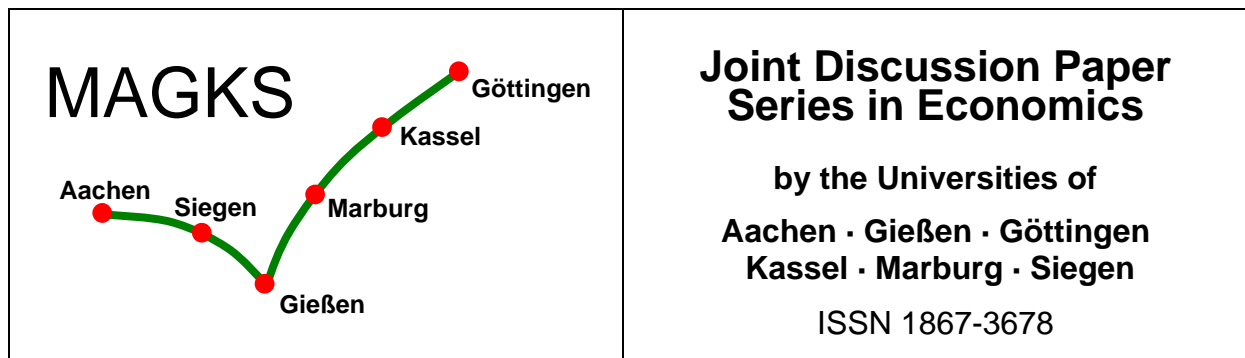 MAGKS
Göttingen
Kassel
Aachen
Siegen
Marburg
Gießen
Joint Discussion Paper
Series in Economics
by the Universities of
Aachen · Gießen · Göttingen
Kassel · Marburg · Siegen
ISSN 1867-3678